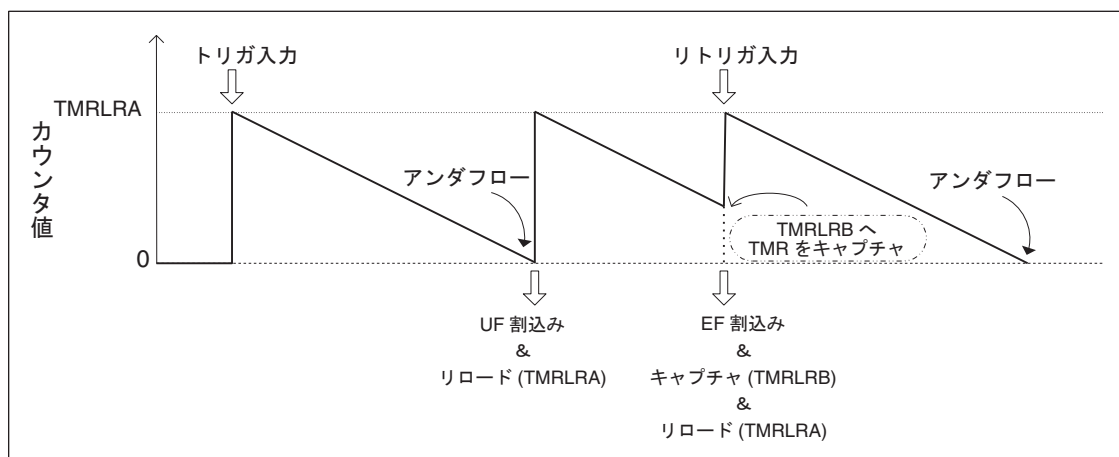 トリガ入力
リトリガ入力
TMRLRA
カウンタ値
アンダフロー
アンダフロー
TMRLRB へ
TMR をキャプチャ
0
UF 割込み
&
リロード (TMRLRA)
EF 割込み
&
キャプチャ (TMRLRB)
&
リロード (TMRLRA)